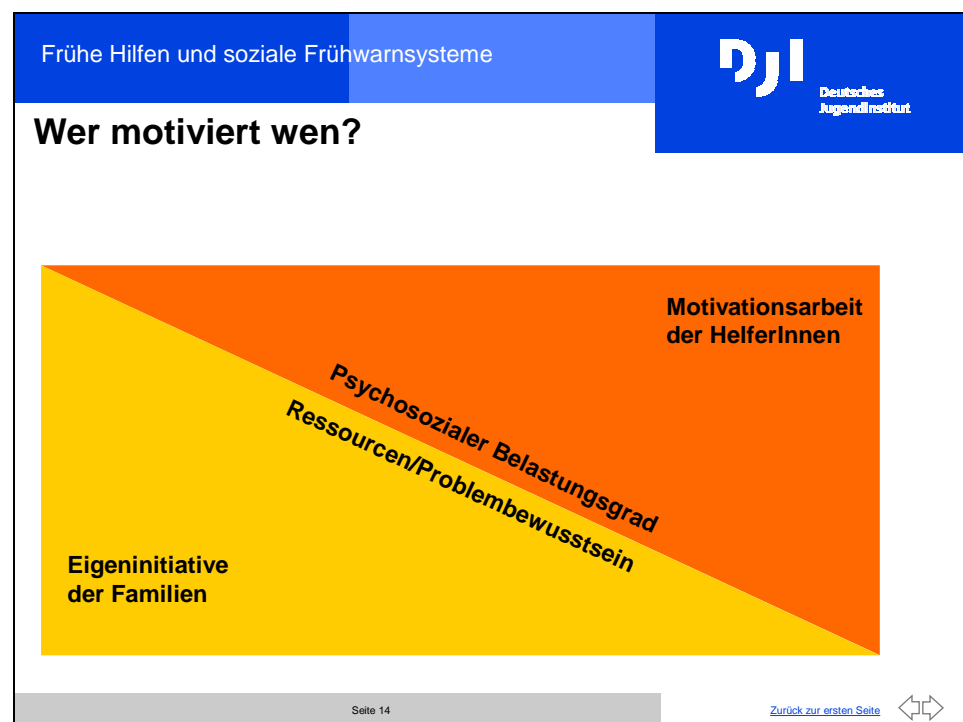 Frühe Hilfen und soziale Frühwarnsysteme
DJI
Deutsches
Jugendinstitut
Wer motiviert wen?
Motivationsarbeit
der HelferInnen
Psychosozialer Belastungsgrad
Ressourcen/Problembewusstsein
Eigeninitiative
der Familien
Seite 14
Zurück zur ersten Seite